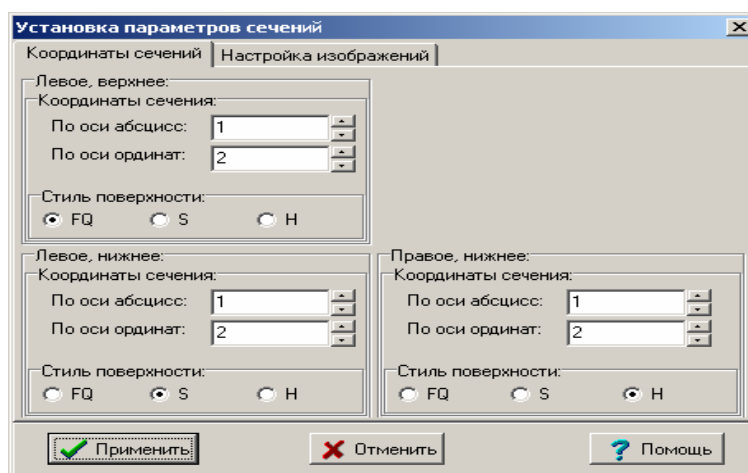 Установка параметров сечений
Координаты сечений Настройка изображений
Левое, верхнее:
Координаты сечения:
По оси абсцисс: 1
По оси ординат: 2
Стиль поверхности:
FQ S H
Левое, нижнее:
Координаты сечения:
По оси абсцисс: 1
По оси ординат: 2
Стиль поверхности:
FQ S H
Правое, нижнее:
Координаты сечения:
По оси абсцисс: 1
По оси ординат: 2
Стиль поверхности:
FQ S H
Применить Отменить Помощь